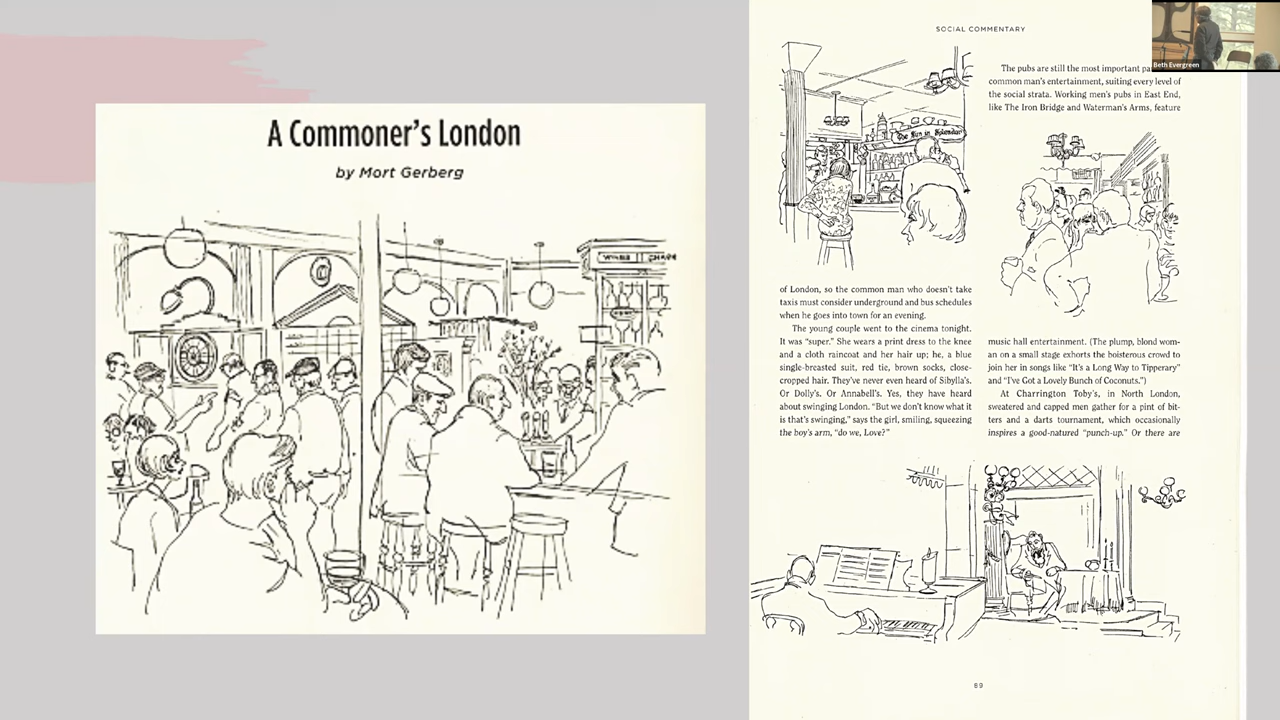 A Commoner's London
by Mort Gerberg
WINES
SOCIAL COMMENTARY
The Sun in Splendour
of London, so the common man who doesn't take
taxis must consider underground and bus schedules
when he goes into town for an evening.
The young couple went to the cinema tonight.
It was "super." She wears a print dress to the knee
and a cloth raincoat and her hair up; he, a blue
single-breasted suit, red tie, brown socks, close-
cropped hair. They've never even heard of Sibylla's.
Or Dolly's. Or Annabell's. Yes, they have heard
about swinging London. "But we don't know what it
is that's swinging," says the girl, smiling, squeezing
the boy's arm, "do we, Love?"
The pubs are still the most important
common man's entertainment, suiting every level of
the social strata. Working men's pubs in East End,
like The Iron Bridge and Waterman's Arms, feature
music hall entertainment. (The plump, blond wom-
an on a small stage exhorts the boisterous crowd to
join her in songs like "It's a Long Way to Tipperary"
and "I've Got a Lovely Bunch of Coconuts.")
At Charrington Toby's, in North London,
sweatered and capped men gather for a pint of bit-
ters and a darts tournament, which occasionally
inspires a good-natured "punch-up." Or there are
89
Beth Evergreen